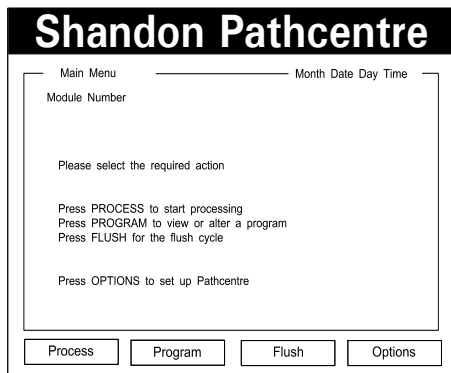 Shandon Pathcentre
Main Menu Month Date Day Time
Module Number
Please select the required action
Press PROCESS to start processing
Press PROGRAM to view or alter a program
Press FLUSH for the flush cycle
Press OPTIONS to set up Pathcentre
Process Program Flush Options